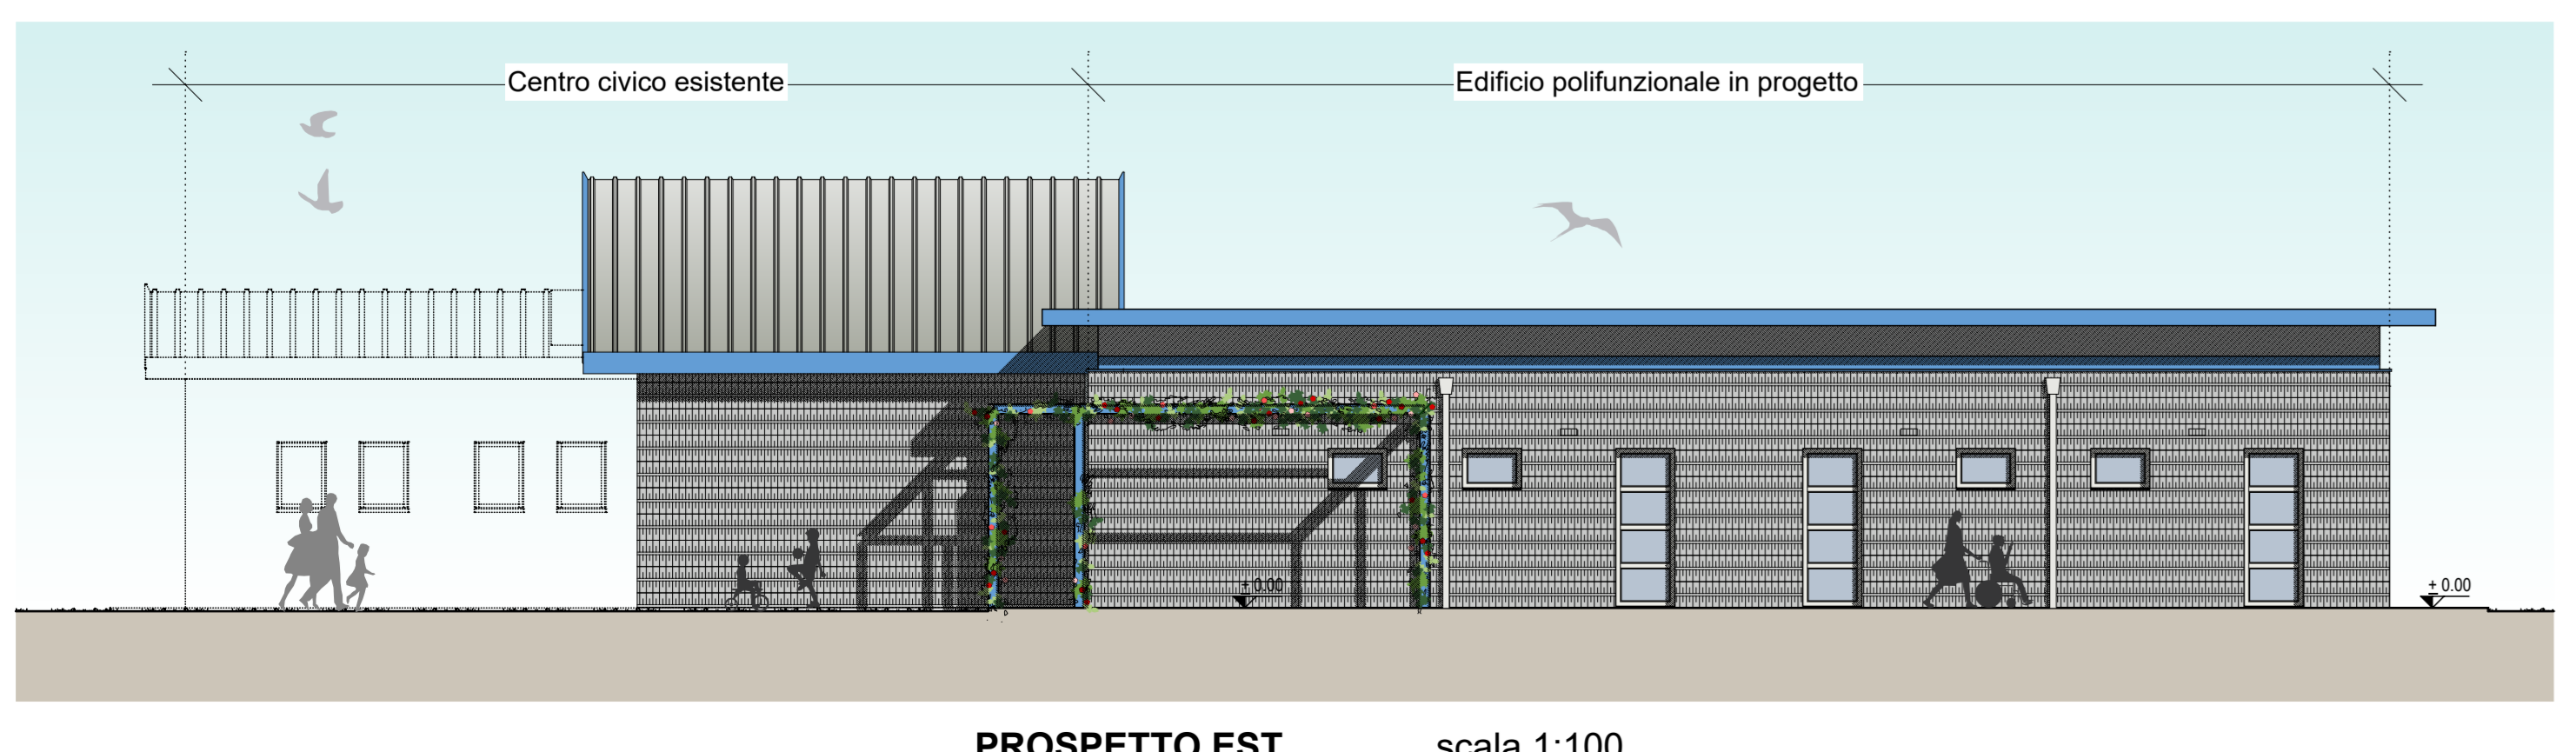 Centro civico esistente
Edificio polifunzionale in progetto
± 0.00
± 0.00
PROSPETTO EST scala 1:100